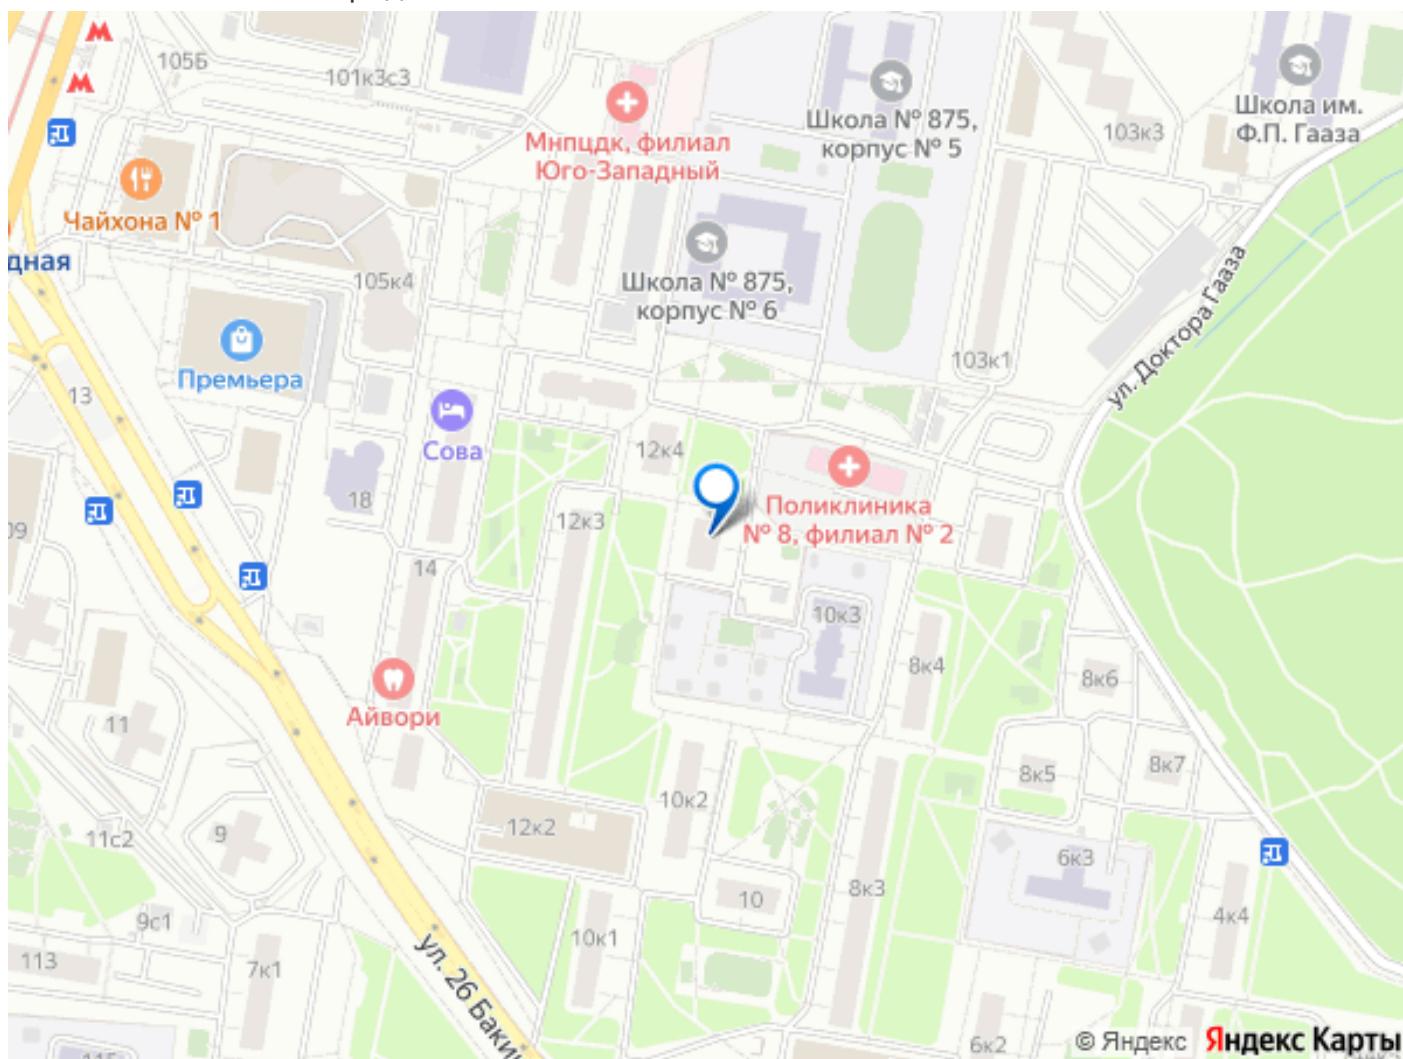 105Б
101к3с3
Школа № 875,
корпус № 5
103к3
Школа им.
Ф.П. Гааза
Мнпцдк, филиал
Юго-Западный
Чайхона № 1
дная
105к4
Школа № 875,
корпус № 6
ул. Доктора Гааза
103к1
Премьера
13
Сова
12к4
18
Поликлиника
№ 8, филиал № 2
12к3
09
14
10к3
8к4
8к6
Айвори
11
8к5
8к7
10к2
12к2
11с2
9
6к3
8к3
10
4к4
9с1
10к1
113
7к1
ул. 26 Баки
6к2
© Яндекс Яндекс Карты